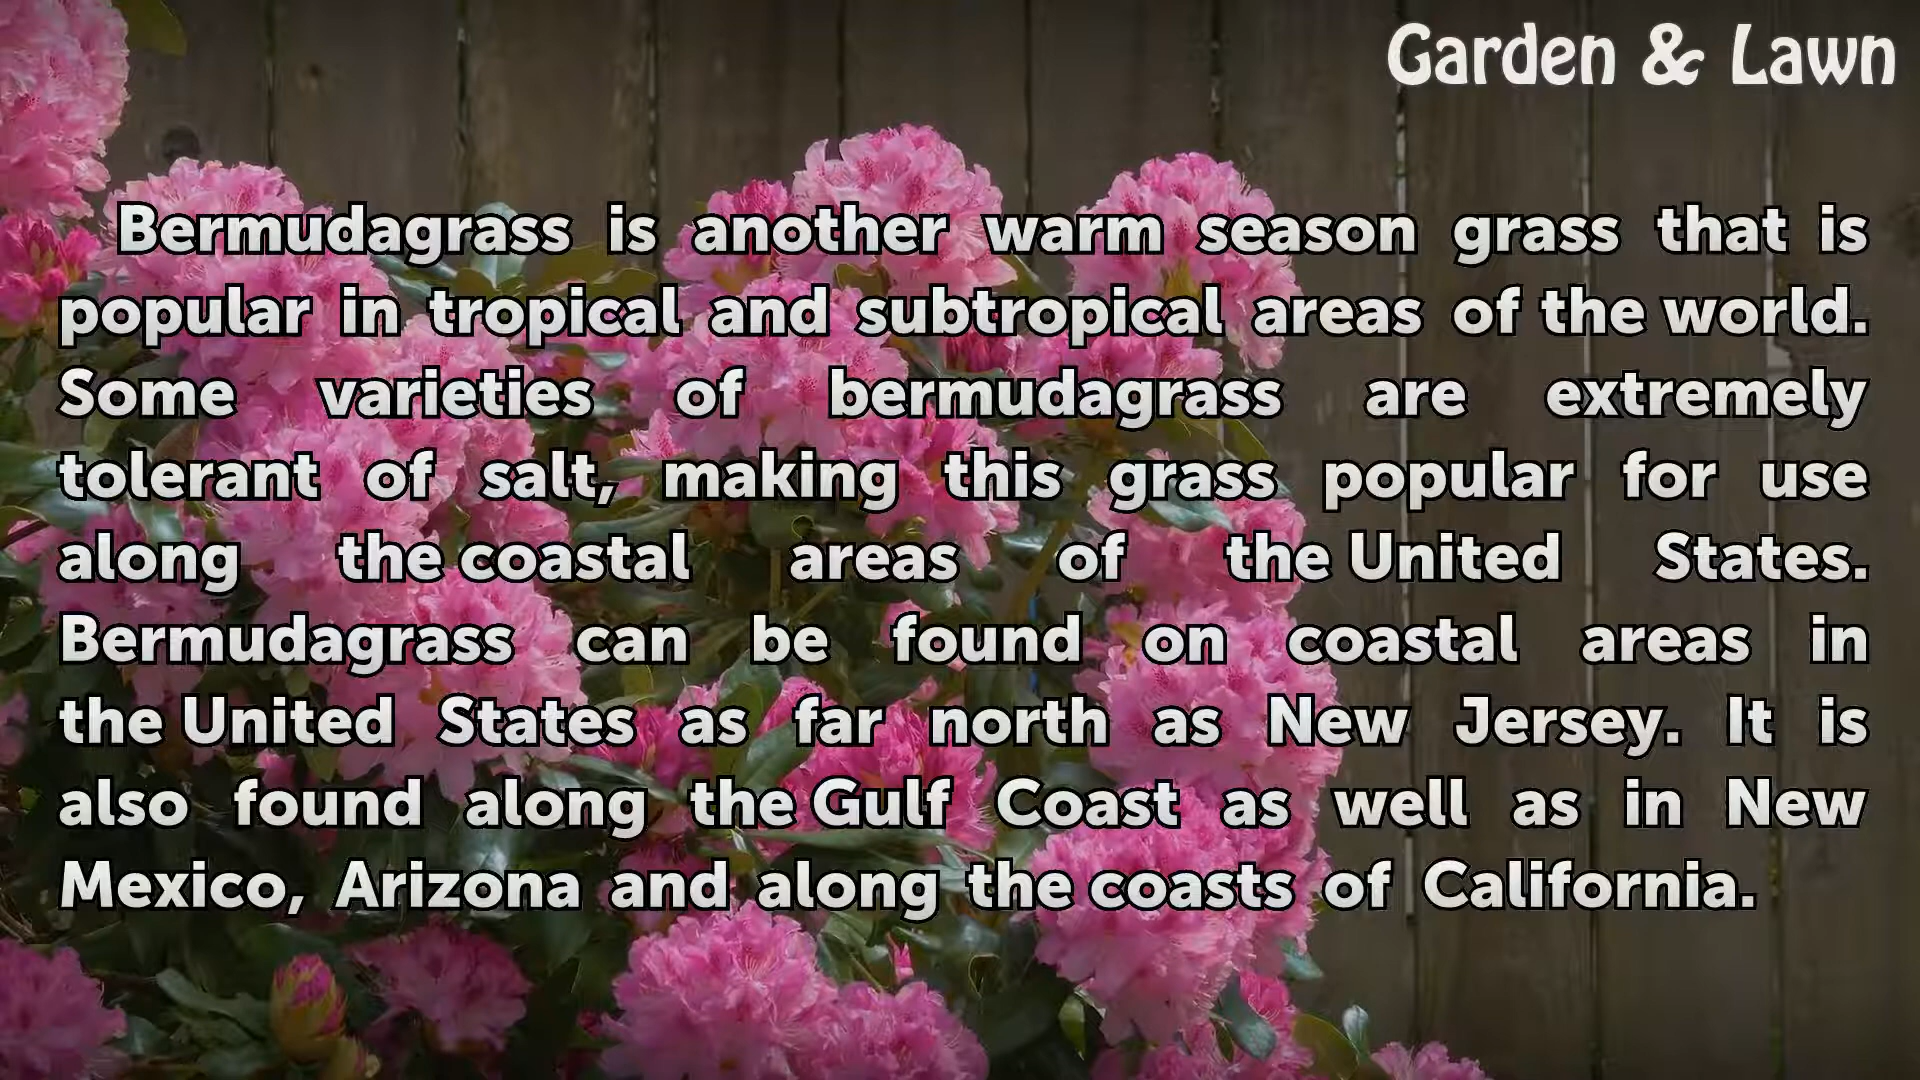 Garden & Lawn
Bermudagrass is another warm season grass that is
popular in tropical and subtropical areas of the world.
Some varieties of bermudagrass are extremely
tolerant of salt, making this grass popular for use
along the coastal areas of the United States.
Bermudagrass can be found on coastal areas in
the United States as far north as New Jersey. It is
also found along the Gulf Coast as well as in New
Mexico, Arizona and along the coasts of California.